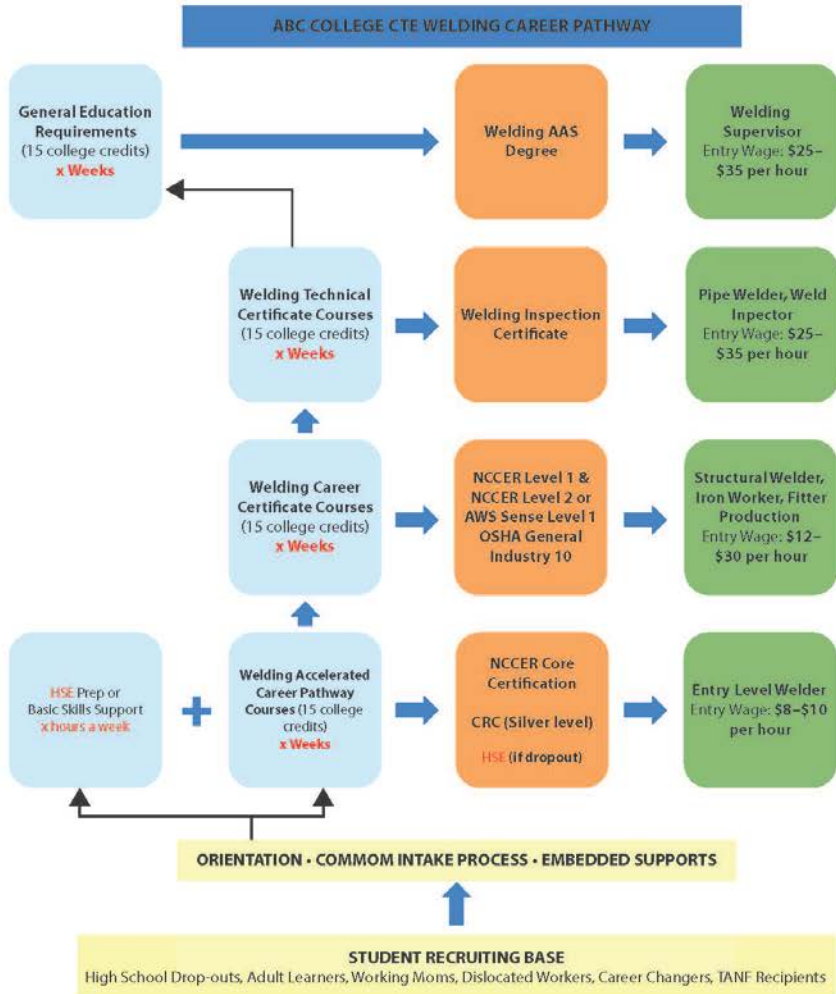 ABC COLLEGE CTE WELDING CAREER PATHWAY
General Education
Requirements
(15 college credits)
x Weeks
Welding AAS
Degree
Welding
Supervisor
Entry Wage: $25–
$35 per hour
Welding Technical
Certificate Courses
(15 college credits)
x Weeks
Welding Inspection
Certificate
Pipe Welder, Weld
Inpector
Entry Wage: $25–
$35 per hour
Welding Career
Certificate Courses
(15 college credits)
x Weeks
NCCER Level 1 &
NCCER Level 2 or
AWS Sense Level 1
OSHA General
Industry 10
Structural Welder,
Iron Worker, Fitter
Production
Entry Wage: $12–
$30 per hour
HSE Prep or
Basic Skills Support
x hours a week
+
Welding Accelerated
Career Pathway
Courses (15 college
credits)
x Weeks
NCCER Core
Certification
CRC (Silver level)
HSE (if dropout)
Entry Level Welder
Entry Wage: $8–$10
per hour
ORIENTATION • COMMOM INTAKE PROCESS • EMBEDDED SUPPORTS
STUDENT RECRUITING BASE
High School Drop-outs, Adult Learners, Working Moms, Dislocated Workers, Career Changers, TANF Recipients